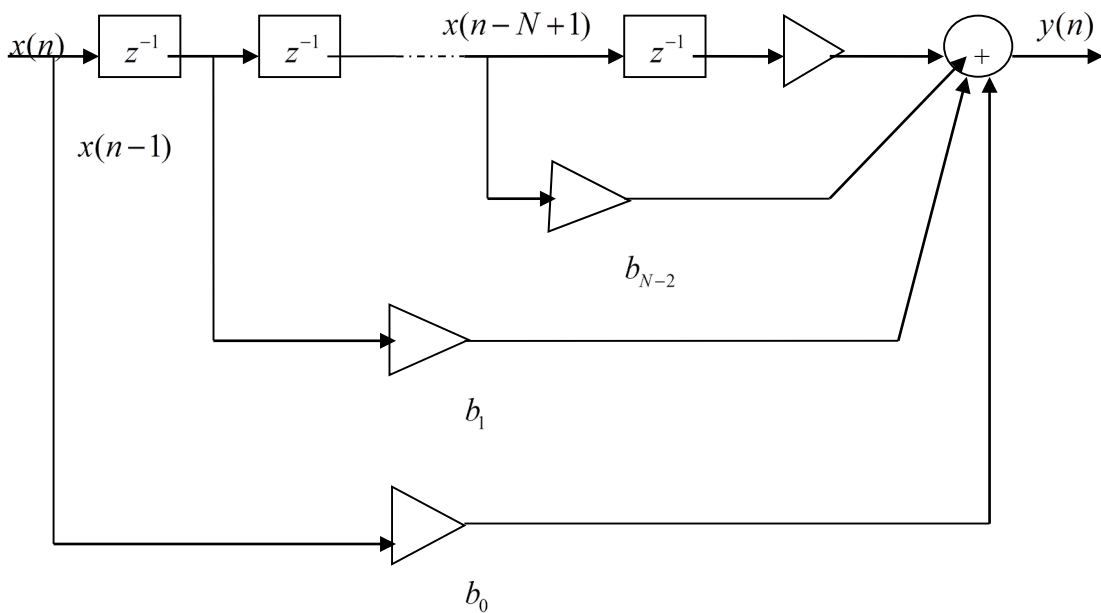 x(n)
z⁻¹
z⁻¹
x(n−N+1)
z⁻¹
+
y(n)
x(n−1)
b_{N−2}
b_1
b_0